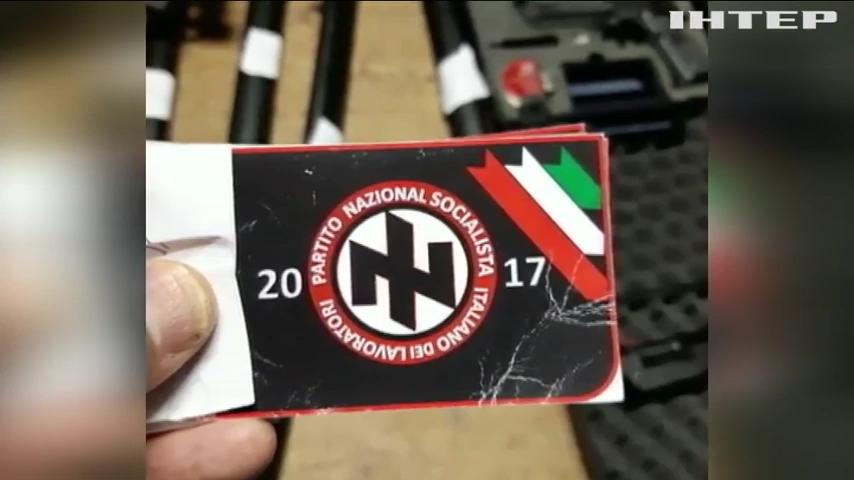 ІНТЕР
PARTITO NAZIONAL SOCIALISTA ITALIANO DEI LAVORATORI
20 17